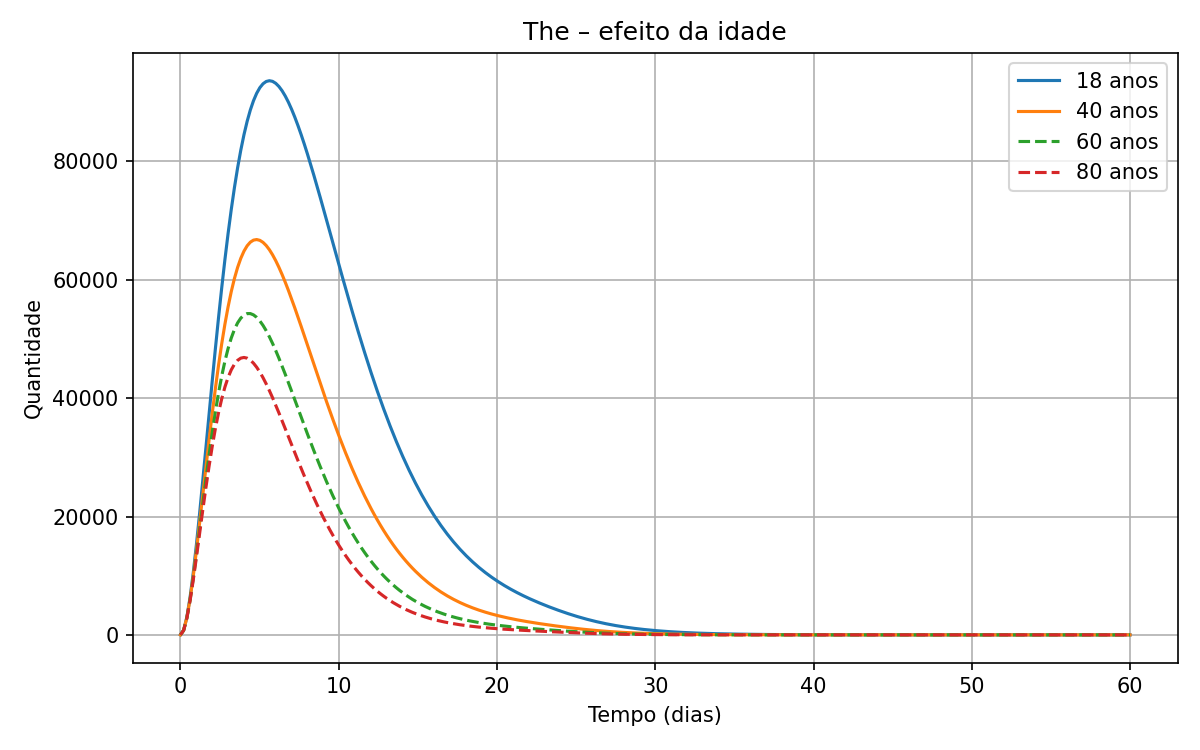 The – efeito da idade
18 anos
40 anos
60 anos
80 anos
Quantidade
80000
60000
40000
20000
0
0 10 20 30 40 50 60
Tempo (dias)